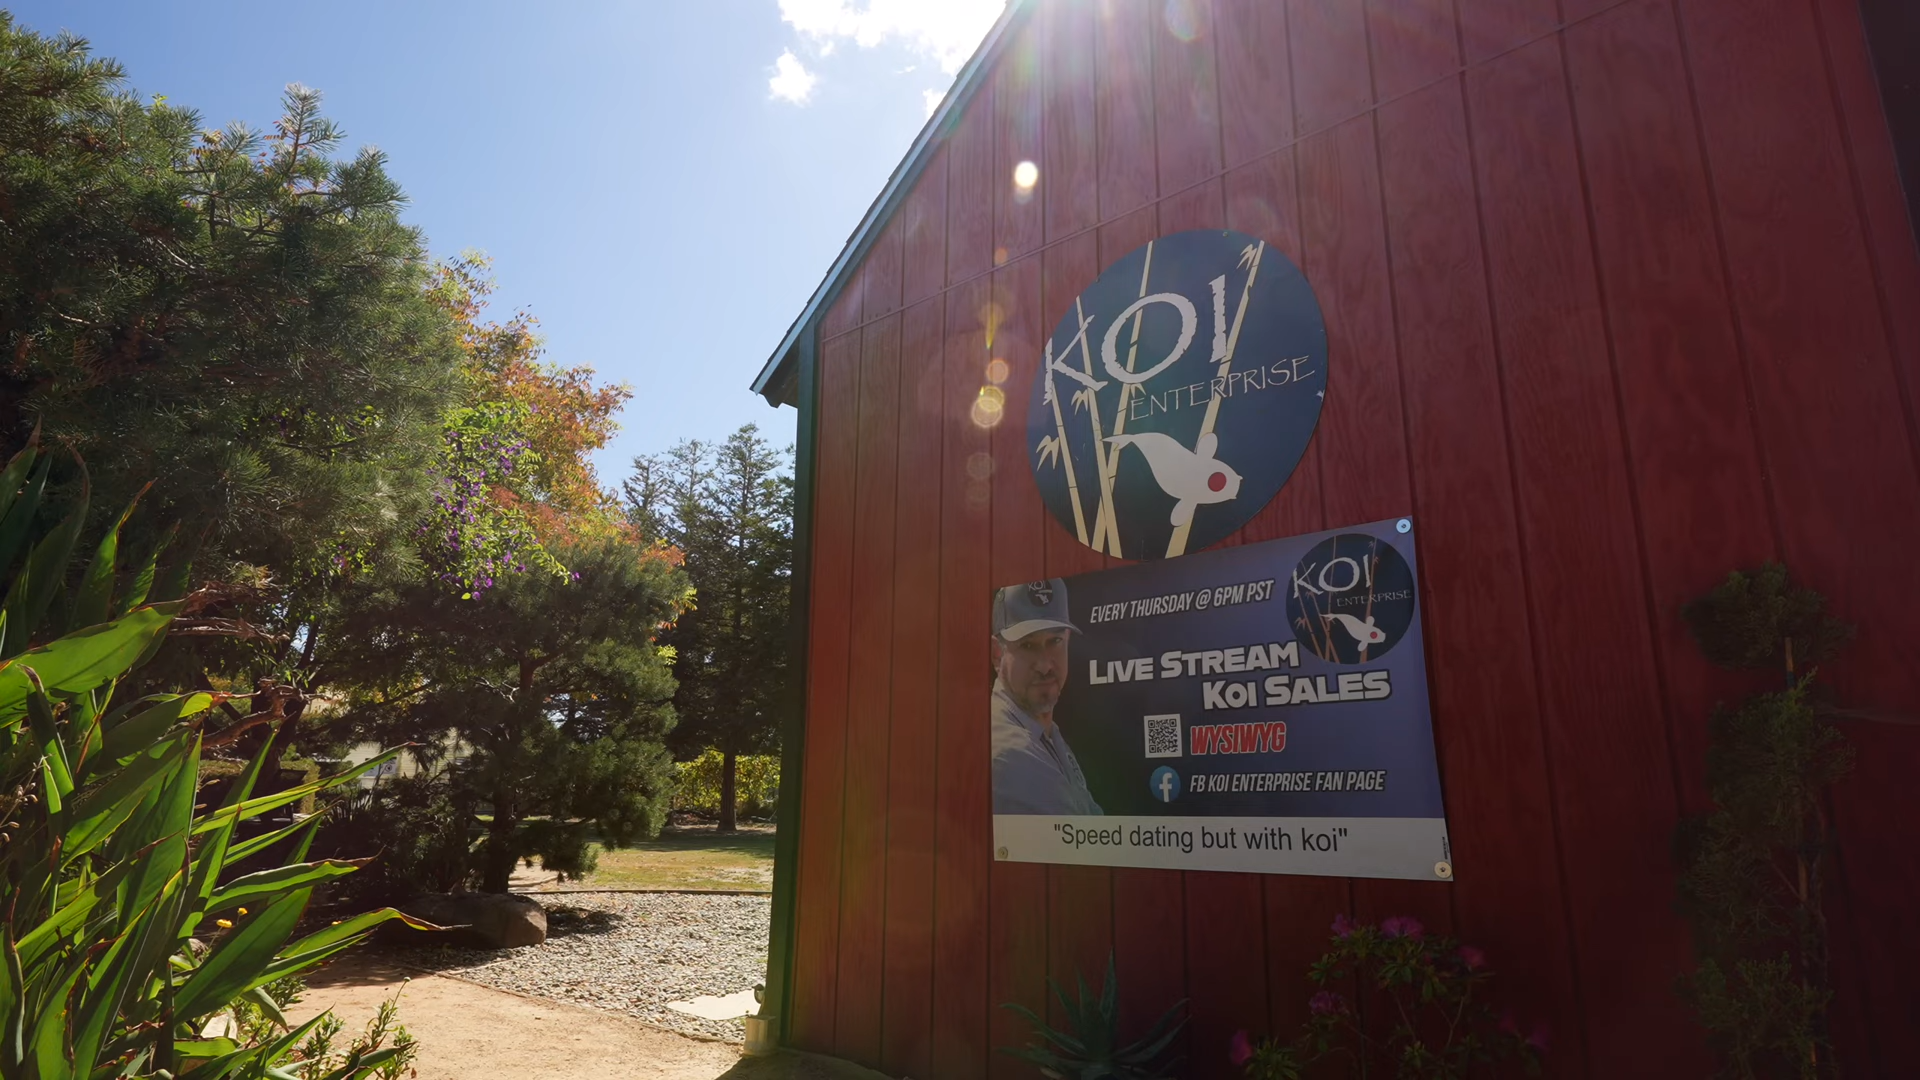 KOI
ENTERPRISE
KOI
EVERY THURSDAY @ 6PM PST
KOI
ENTERPRISE
LIVE STREAM
KOI SALES
WYSIWYG
FB KOI ENTERPRISE FAN PAGE
"Speed dating but with koi"